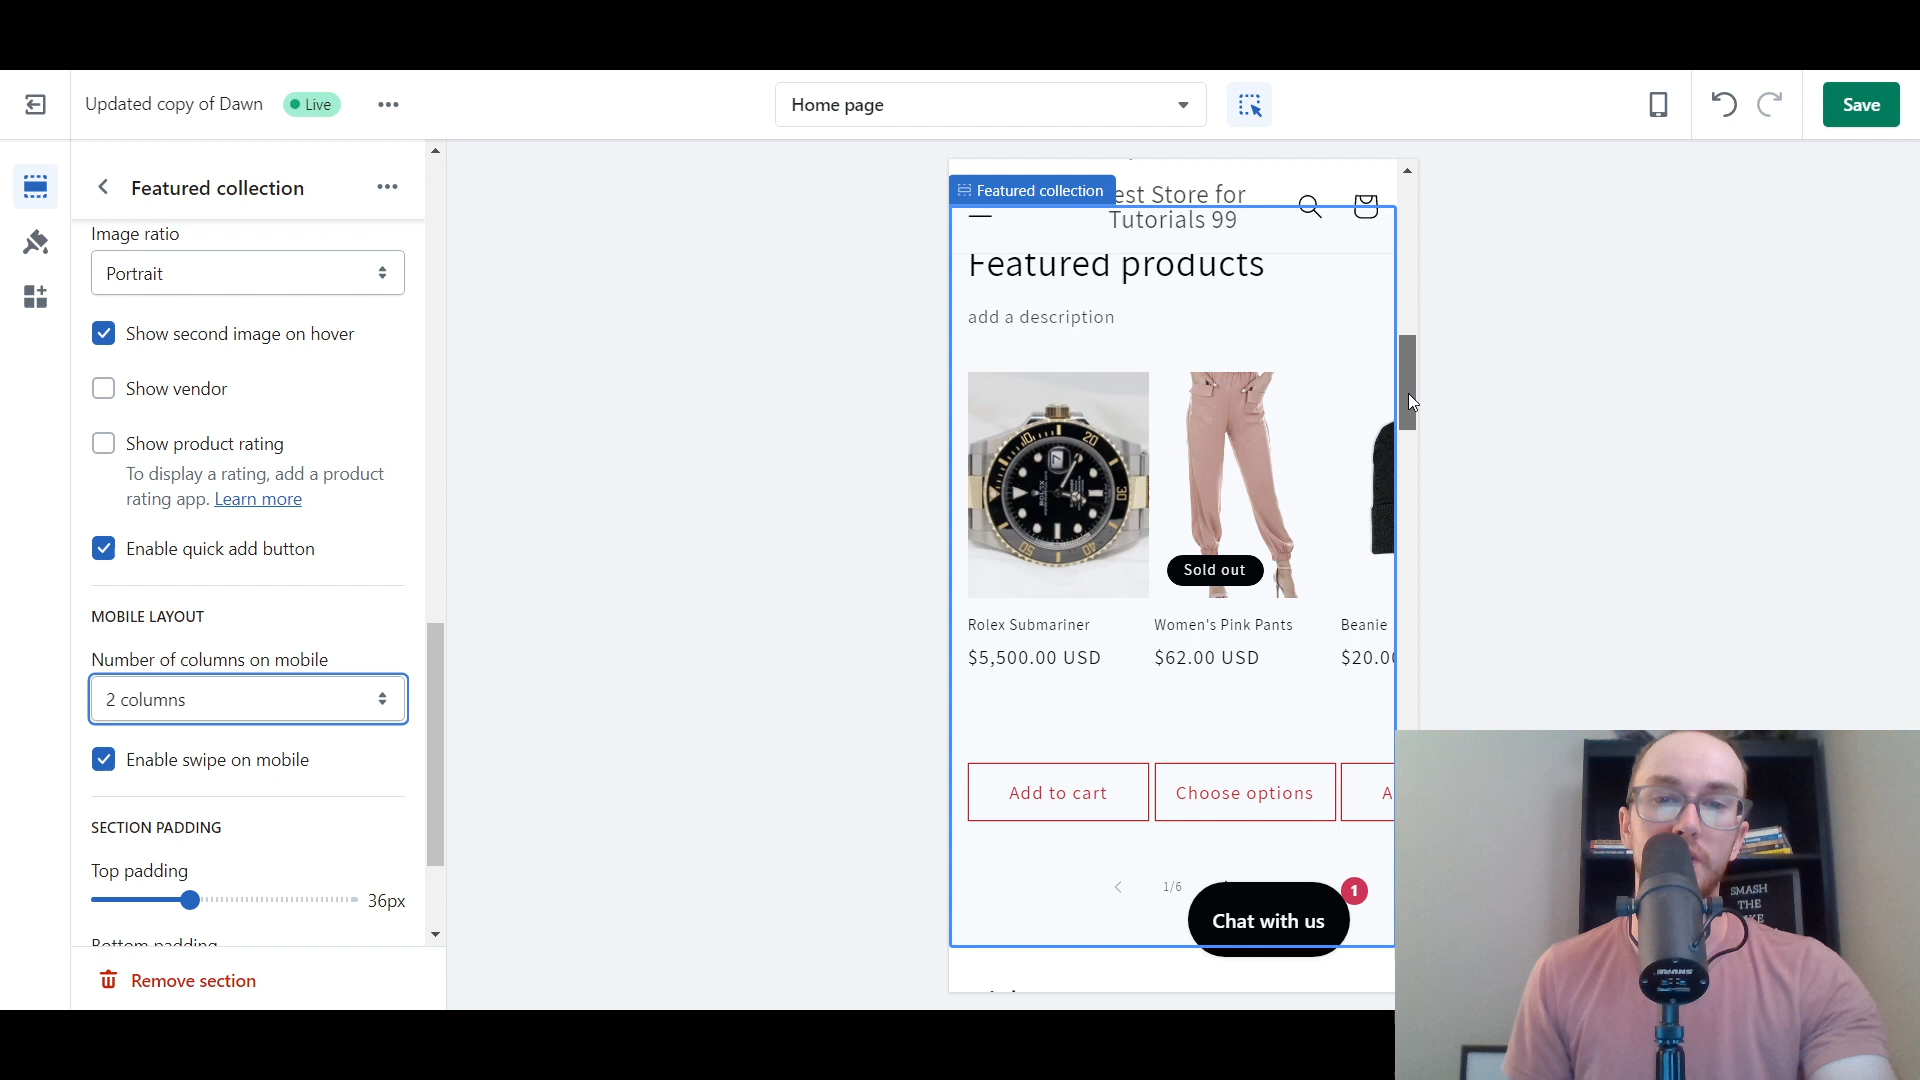 Updated copy of Dawn
Live
Home page
Save
Featured collection
Image ratio
Portrait
Show second image on hover
Show vendor
Show product rating
To display a rating, add a product
rating app. Learn more
Enable quick add button
MOBILE LAYOUT
Number of columns on mobile
2 columns
Enable swipe on mobile
SECTION PADDING
Top padding
36px
Bottom padding
Remove section
Featured collection
est Store for
Tutorials 99
Featured products
add a description
Sold out
Rolex Submariner
Women's Pink Pants
Beanie
$5,500.00 USD
$62.00 USD
$20.0
Add to cart
Choose options
A
1/6
1
Chat with us
SMASH
THE
SHURE